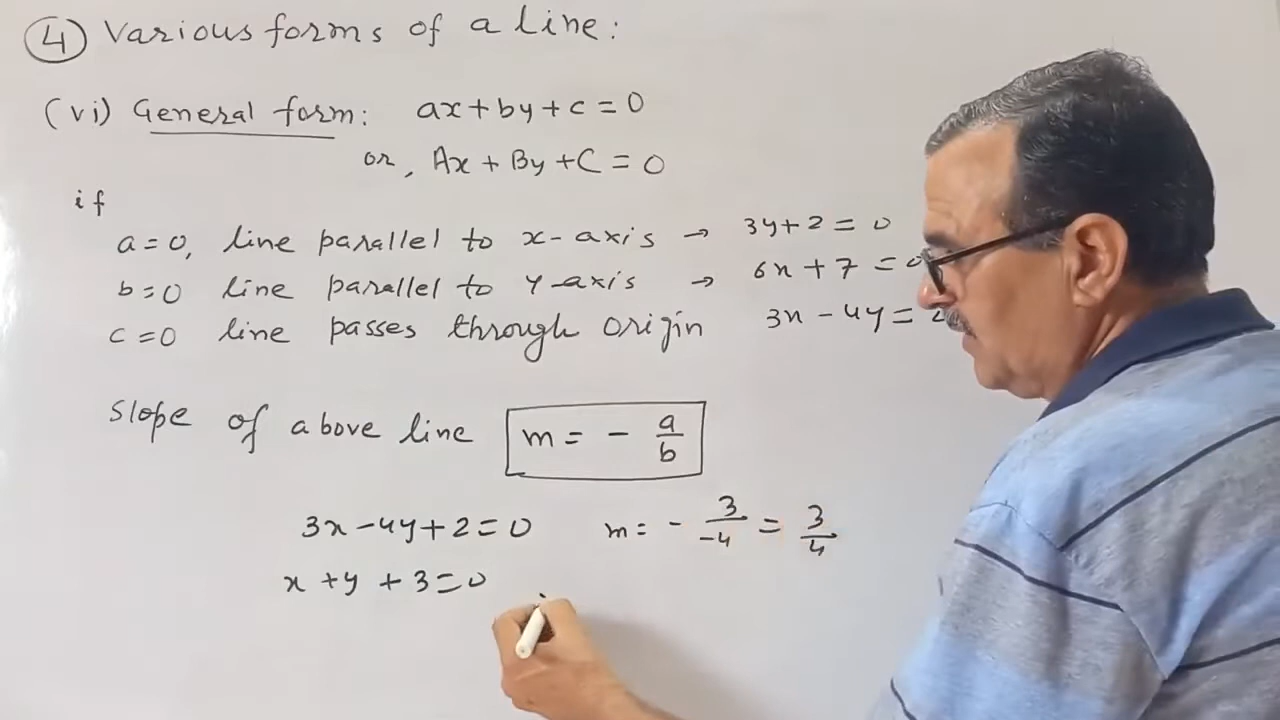 ④ Various forms of a line:
(vi) General form: ax + by + c = 0
or, Ax + By + C = 0
if
a = 0, line parallel to x-axis → 3y + 2 = 0
b = 0 line parallel to y-axis → 6x + 7 = 0
c = 0 line passes through origin 3x - 4y =
Slope of above line m = - a/b
3x - 4y + 2 = 0 m = - 3/-4 = 3/4
x + y + 3 = 0